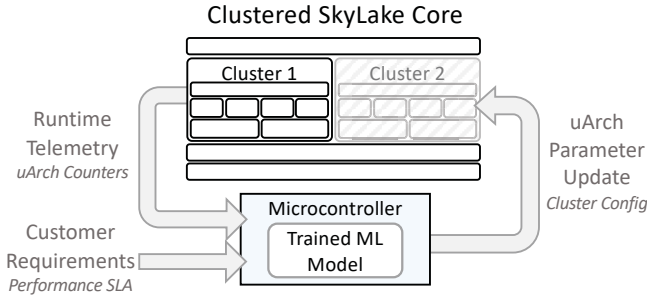 Clustered SkyLake Core
Cluster 1
Cluster 2
Runtime
Telemetry
uArch Counters
uArch
Parameter
Update
Cluster Config
Customer
Requirements
Performance SLA
Microcontroller
Trained ML
Model